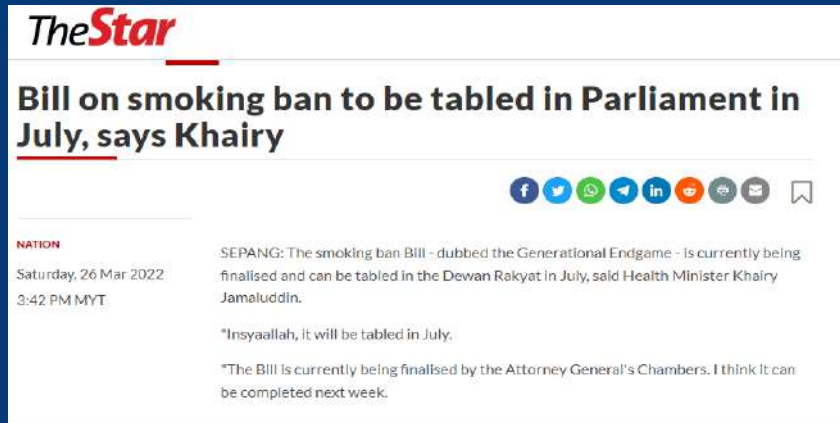 TheStar
Bill on smoking ban to be tabled in Parliament in
July, says Khairy
NATION
Saturday, 26 Mar 2022
3:42 PM MYT
SEPANG: The smoking ban Bill - dubbed the Generational Endgame - is currently being
finalised and can be tabled in the Dewan Rakyat in July, said Health Minister Khairy
Jamaluddin.
"Insyaallah, it will be tabled in July.
"The Bill is currently being finalised by the Attorney General's Chambers. I think it can
be completed next week.